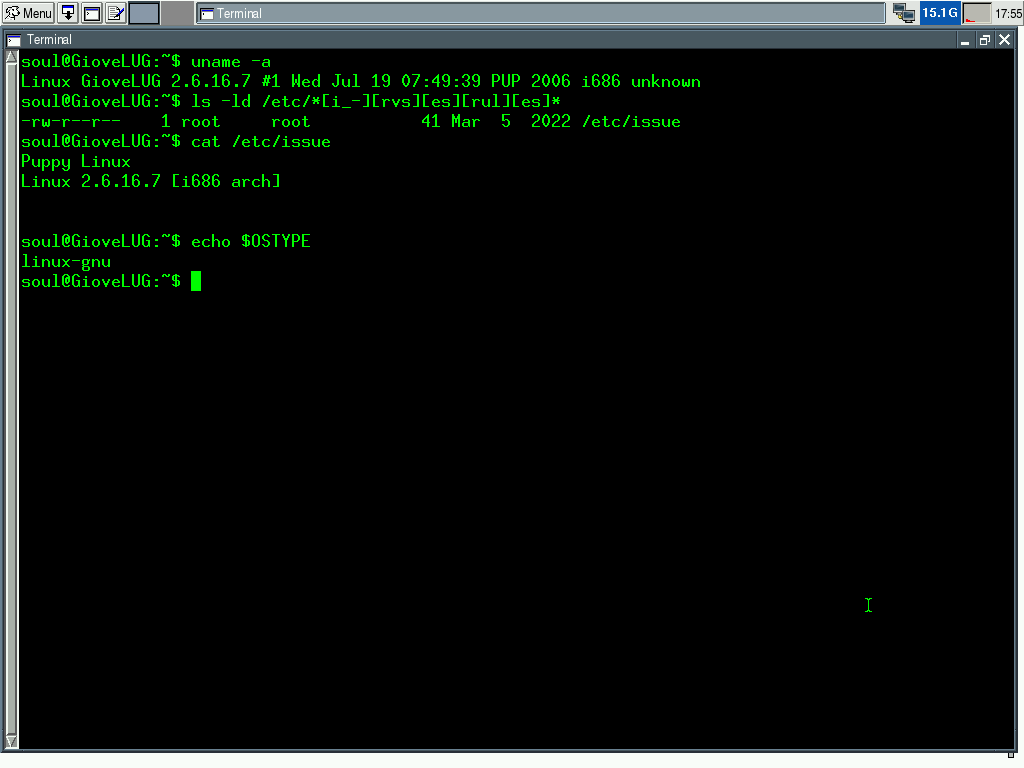 Menu Terminal 15.1G 17:55
Terminal
soul@GioveLUG:~$ uname -a
Linux GioveLUG 2.6.16.7 #1 Wed Jul 19 07:49:39 PUP 2006 i686 unknown
soul@GioveLUG:~$ ls -ld /etc/*[i_-][rvs][es][rul][es]*
-rw-r--r--    1 root     root           41 Mar  5  2022 /etc/issue
soul@GioveLUG:~$ cat /etc/issue
Puppy Linux
Linux 2.6.16.7 [i686 arch]
soul@GioveLUG:~$ echo $OSTYPE
linux-gnu
soul@GioveLUG:~$